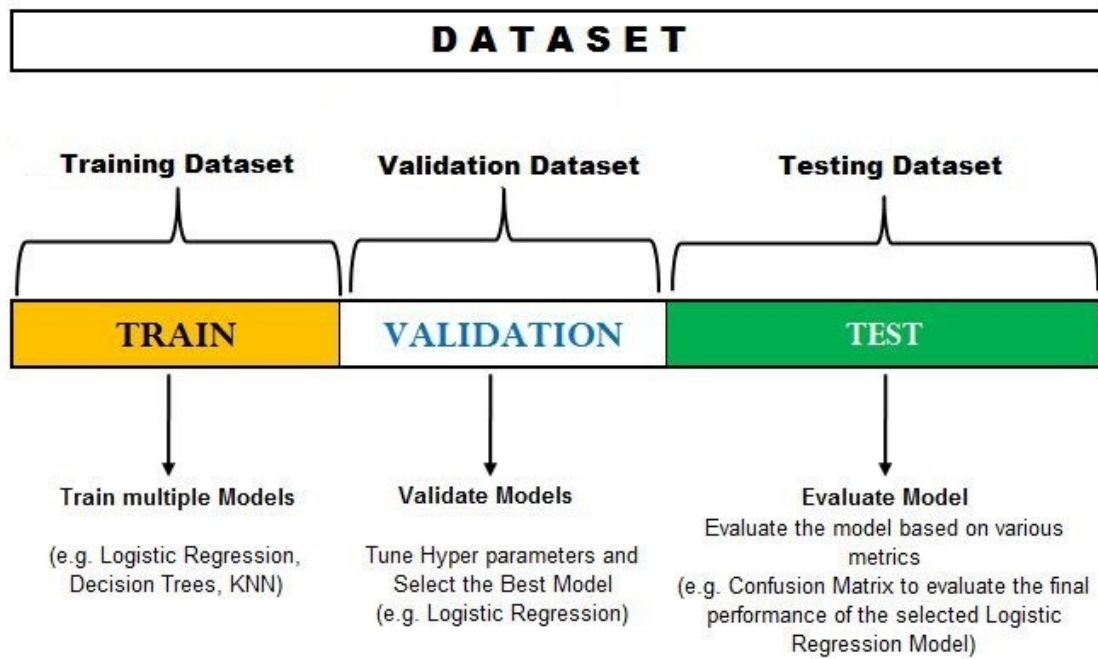 DATASET
Training Dataset
Validation Dataset
Testing Dataset
TRAIN
VALIDATION
TEST
Train multiple Models
(e.g. Logistic Regression,
Decision Trees, KNN)
Validate Models
Tune Hyper parameters and
Select the Best Model
(e.g. Logistic Regression)
Evaluate Model
Evaluate the model based on various
metrics
(e.g. Confusion Matrix to evaluate the final
performance of the selected Logistic
Regression Model)